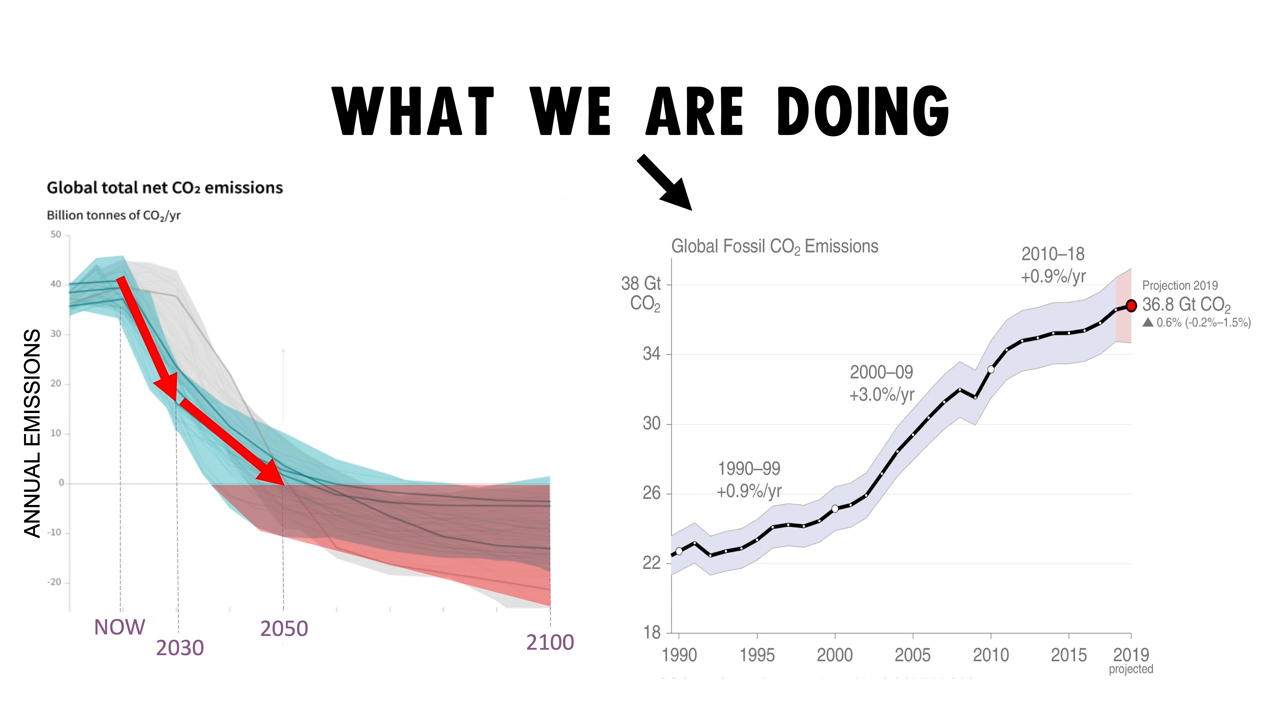 WHAT WE ARE DOING
Global total net CO₂ emissions
Billion tonnes of CO₂/yr
50
40
30
20
10
0
-10
-20
ANNUAL EMISSIONS
NOW
2030
2050
2100
Global Fossil CO₂ Emissions
38 Gt
CO₂
34
30
26
22
18
1990–99
+0.9%/yr
2000–09
+3.0%/yr
2010–18
+0.9%/yr
Projection 2019
36.8 Gt CO₂
▲ 0.6% (-0.2%–1.5%)
1990
1995
2000
2005
2010
2015
2019
projected